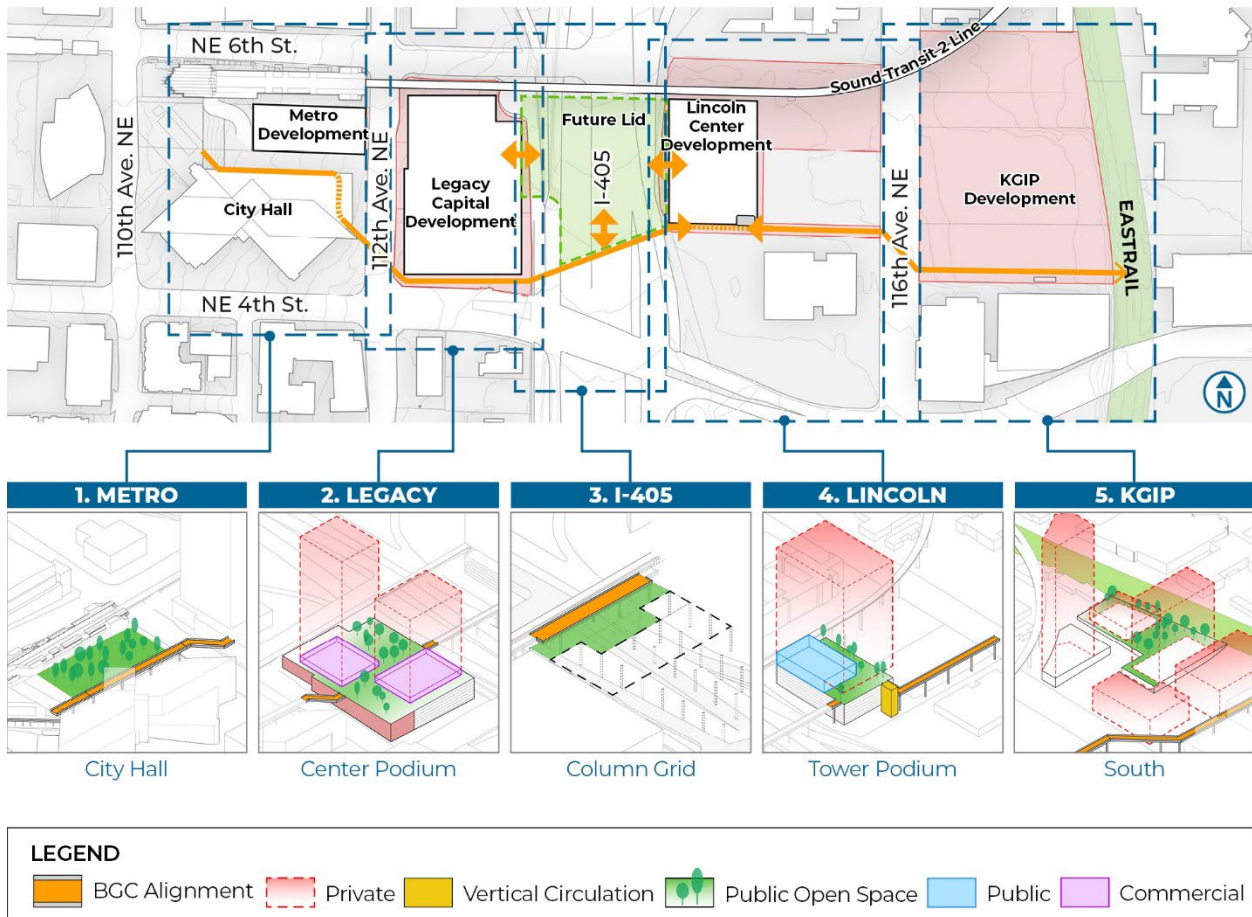 NE 6th St.
Sound Transit 2 Line
110th Ave. NE
Metro
Development
112th Ave. NE
Future Lid
Lincoln
Center
Development
I-405
Legacy
Capital
Development
City Hall
KGIP
Development
116th Ave. NE
EASTRAIL
NE 4th St.
N
1. METRO
2. LEGACY
3. I-405
4. LINCOLN
5. KGIP
City Hall
Center Podium
Column Grid
Tower Podium
South
LEGEND
BGC Alignment
Private
Vertical Circulation
Public Open Space
Public
Commercial